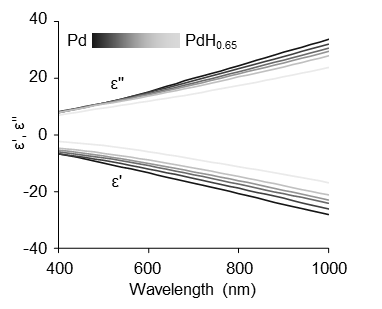 40
Pd PdH0.65
20
ε"
0
ε', ε"
ε'
-20
-40
400 600 800 1000
Wavelength (nm)